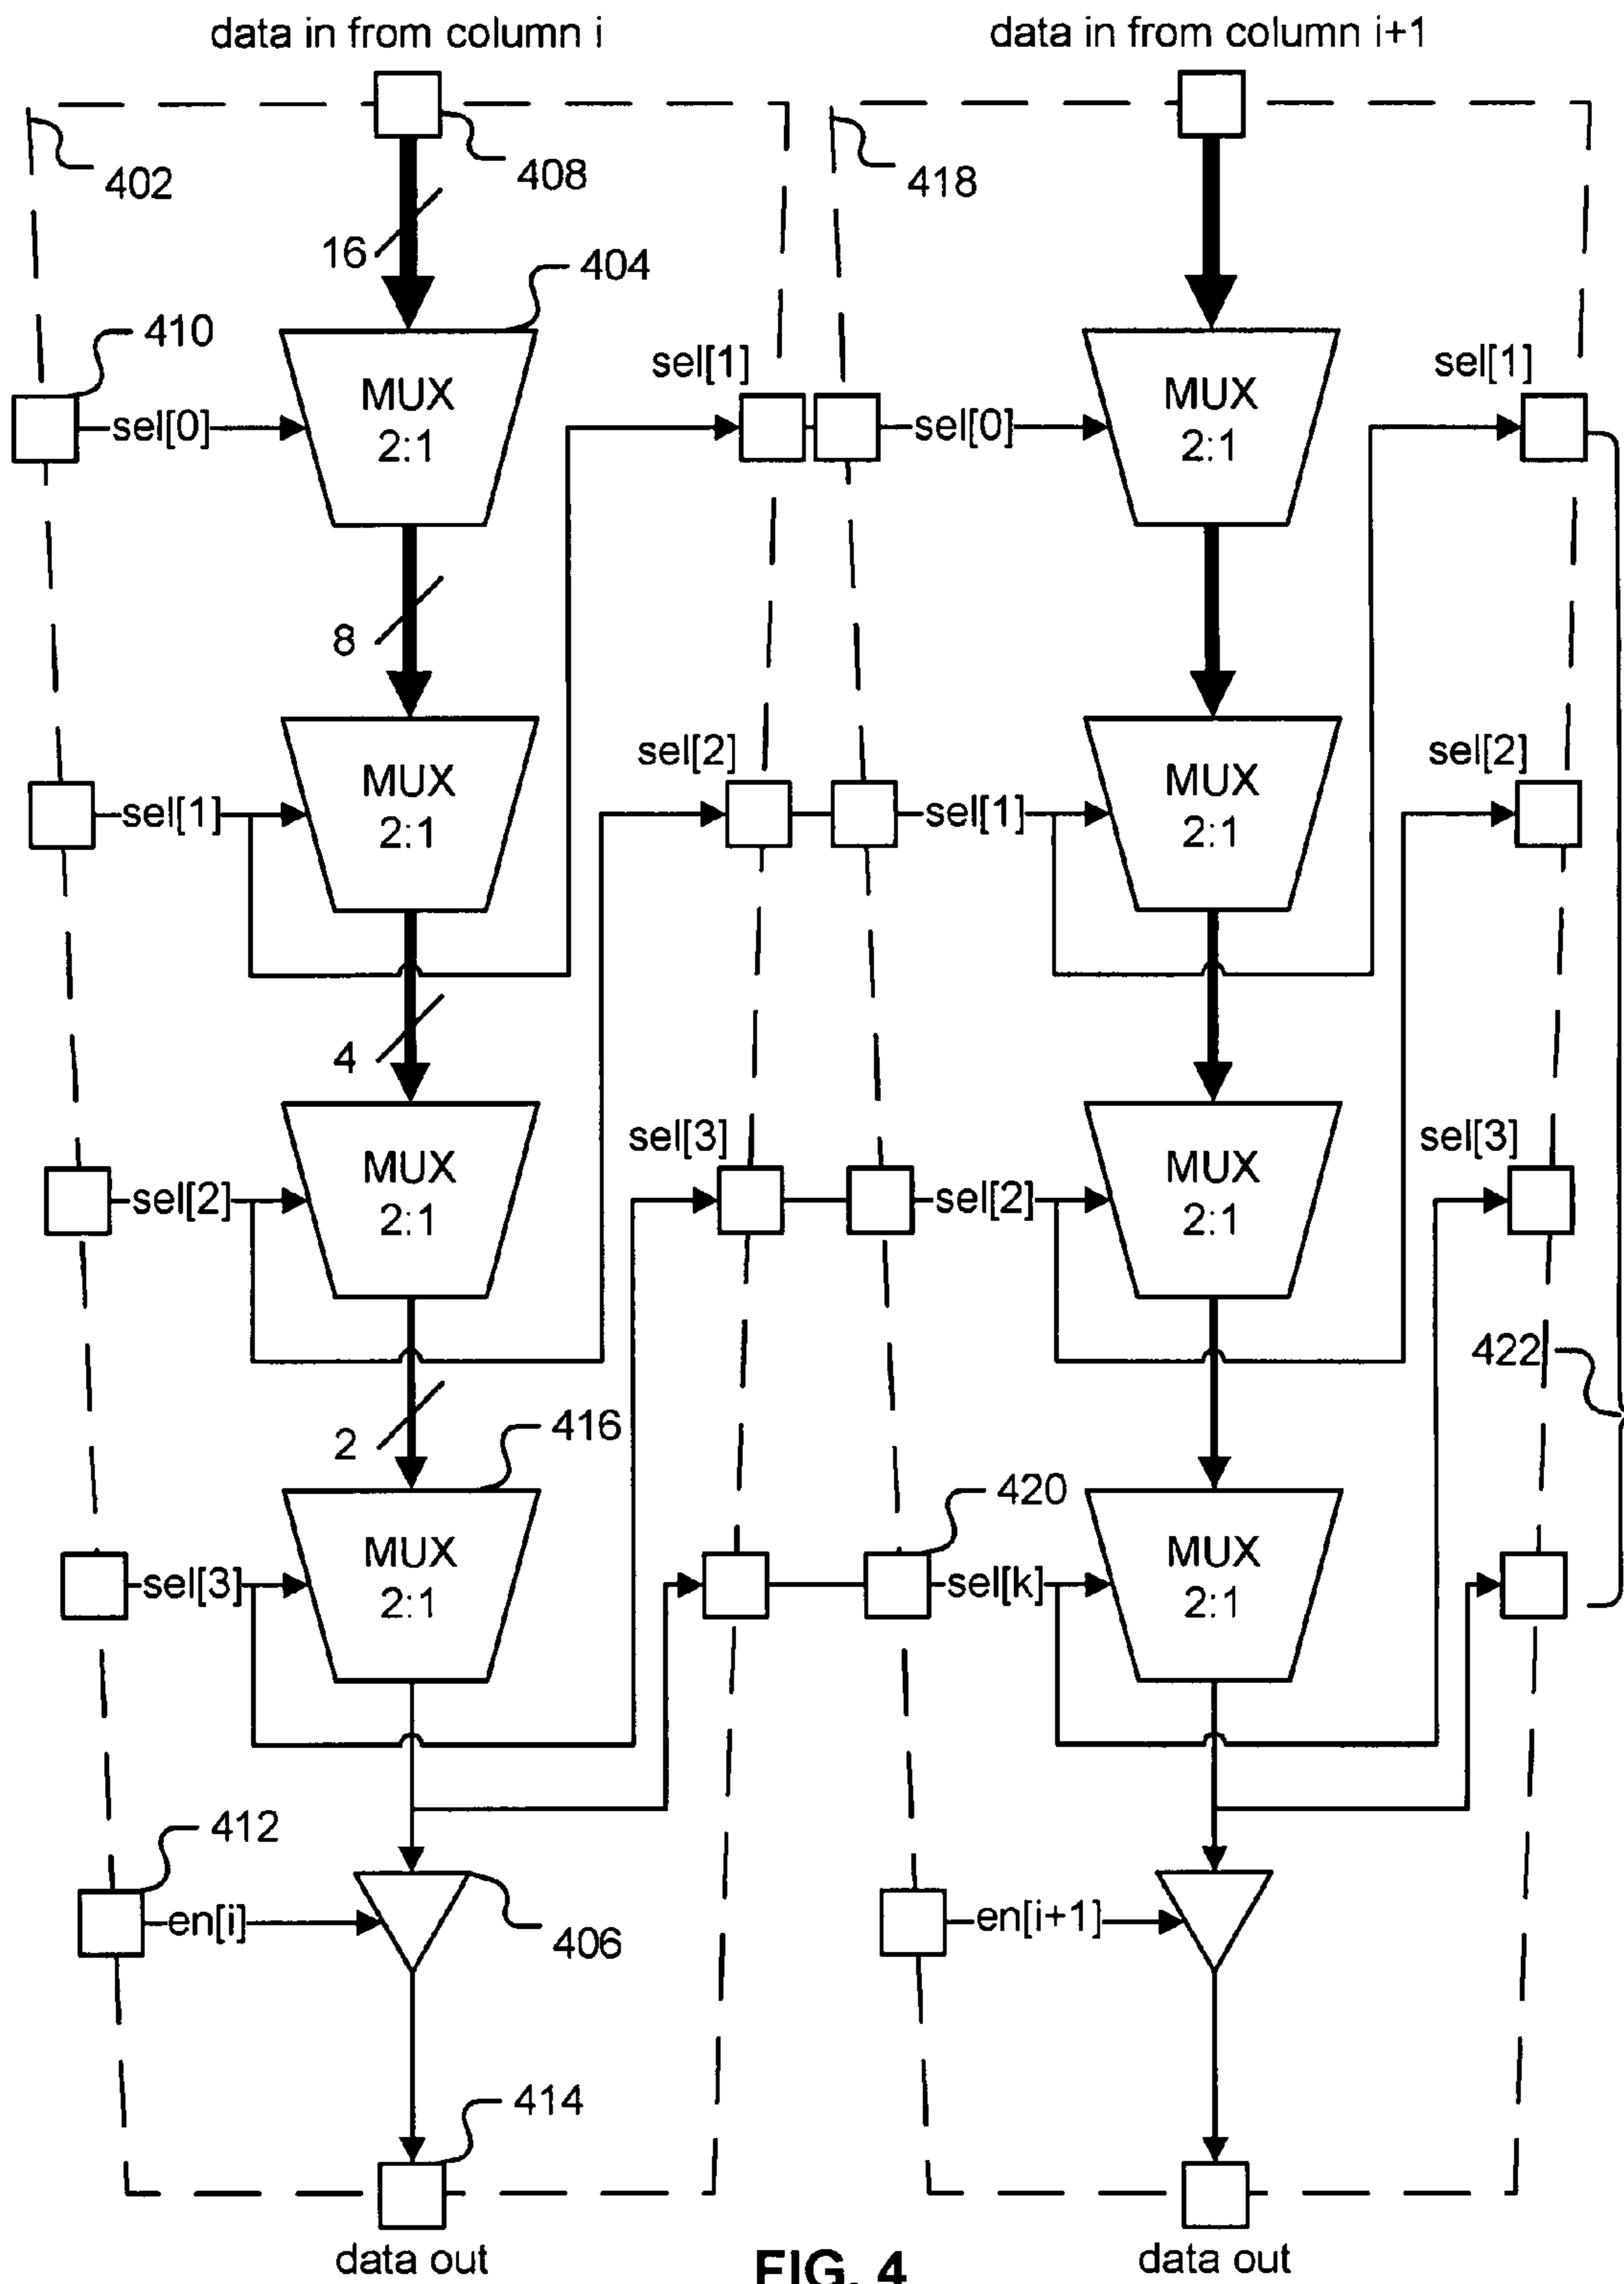 data in from column i
data in from column i+1
402
408
418
16
404
410
sel[0]
MUX
2:1
sel[1]
sel[0]
MUX
2:1
sel[1]
8
sel[1]
MUX
2:1
sel[2]
sel[1]
MUX
2:1
sel[2]
4
sel[2]
MUX
2:1
sel[3]
sel[2]
MUX
2:1
sel[3]
422
2
416
420
sel[3]
MUX
2:1
sel[k]
MUX
2:1
412
en[i]
406
en[i+1]
414
data out
FIG. 4
data out